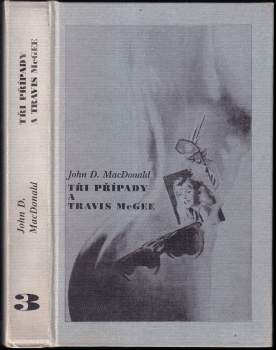 TŘI PŘÍPADY
A TRAVIS McGEE
John D.
MacDonald
3
John D. MacDonald
TŘI PŘÍPADY
A
TRAVIS McGEE